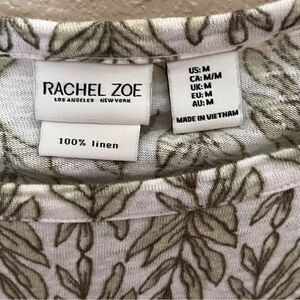 RACHEL ZOE
LOS ANGELES · NEW YORK
100% linen
US: M
CA: M/M
UK: M
EU: M
AU: M
MADE IN VIETNAM